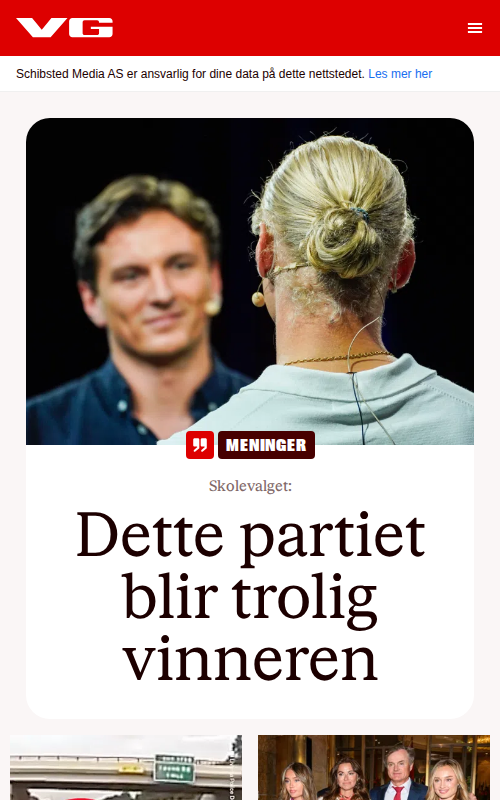 VG
Schibsted Media AS er ansvarlig for dine data på dette nettstedet. Les mer her
MENINGER
Skolevalget:
Dette partiet
blir trolig
vinneren